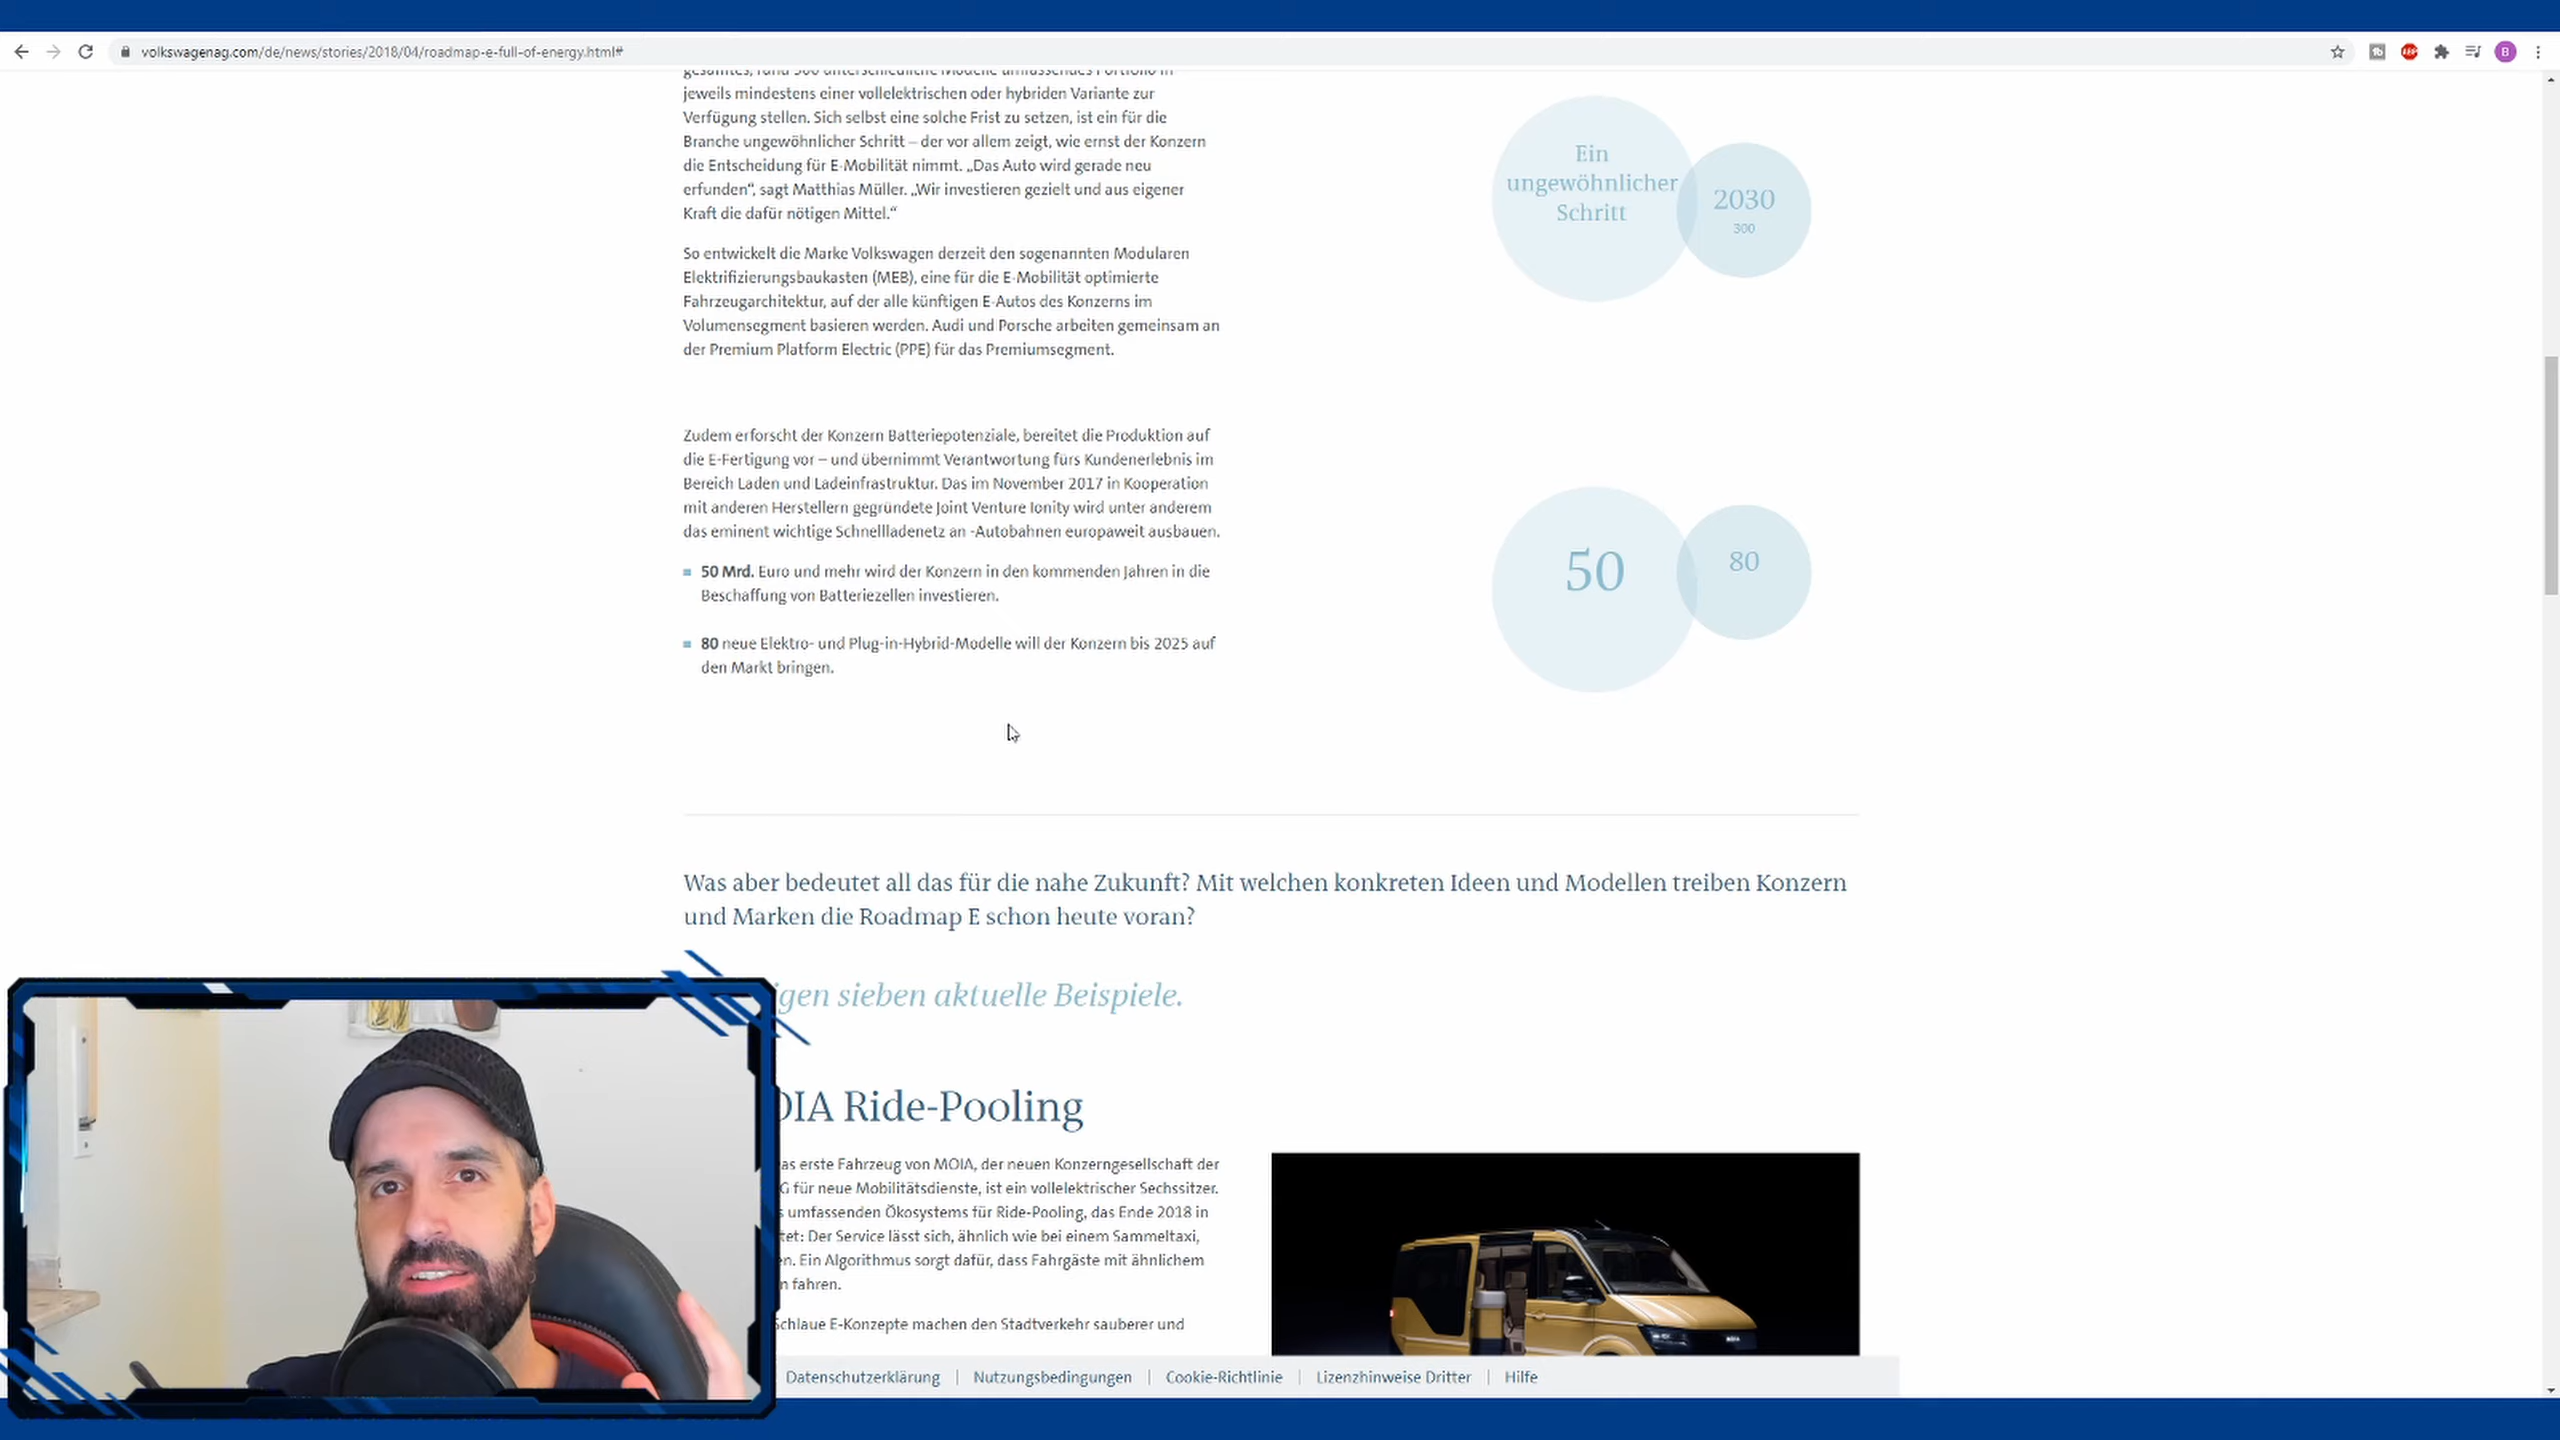 volkswagenag.com/de/news/stories/2018/04/roadmap-e-full-of-energy.html#
B
gesamtes, rund 300 unterschiedliche Modelle umfassendes Portfolio in
jeweils mindestens einer vollelektrischen oder hybriden Variante zur
Verfügung stellen. Sich selbst eine solche Frist zu setzen, ist ein für die
Branche ungewöhnlicher Schritt – der vor allem zeigt, wie ernst der Konzern
die Entscheidung für E-Mobilität nimmt. „Das Auto wird gerade neu
erfunden“, sagt Matthias Müller. „Wir investieren gezielt und aus eigener
Kraft die dafür nötigen Mittel.“
Ein
ungewöhnlicher
Schritt
2030
300
So entwickelt die Marke Volkswagen derzeit den sogenannten Modularen
Elektrifizierungsbaukasten (MEB), eine für die E-Mobilität optimierte
Fahrzeugarchitektur, auf der alle künftigen E-Autos des Konzerns im
Volumensegment basieren werden. Audi und Porsche arbeiten gemeinsam an
der Premium Platform Electric (PPE) für das Premiumsegment.
Zudem erforscht der Konzern Batteriepotenziale, bereitet die Produktion auf
die E-Fertigung vor – und übernimmt Verantwortung fürs Kundenerlebnis im
Bereich Laden und Ladeinfrastruktur. Das im November 2017 in Kooperation
mit anderen Herstellern gegründete Joint Venture Ionity wird unter anderem
das eminent wichtige Schnellladenetz an -Autobahnen europaweit ausbauen.
50 Mrd. Euro und mehr wird der Konzern in den kommenden Jahren in die
Beschaffung von Batteriezellen investieren.
80 neue Elektro- und Plug-in-Hybrid-Modelle will der Konzern bis 2025 auf
den Markt bringen.
50
80
Was aber bedeutet all das für die nahe Zukunft? Mit welchen konkreten Ideen und Modellen treiben Konzern
und Marken die Roadmap E schon heute voran?
igen sieben aktuelle Beispiele.
OIA Ride-Pooling
as erste Fahrzeug von MOIA, der neuen Konzerngesellschaft der
G für neue Mobilitätsdienste, ist ein vollelektrischer Sechssitzer.
s umfassenden Ökosystems für Ride-Pooling, das Ende 2018 in
tet: Der Service lässt sich, ähnlich wie bei einem Sammeltaxi,
en. Ein Algorithmus sorgt dafür, dass Fahrgäste mit ähnlichem
n fahren.
Schlaue E-Konzepte machen den Stadtverkehr sauberer und
Datenschutzerklärung | Nutzungsbedingungen | Cookie-Richtlinie | Lizenzhinweise Dritter | Hilfe